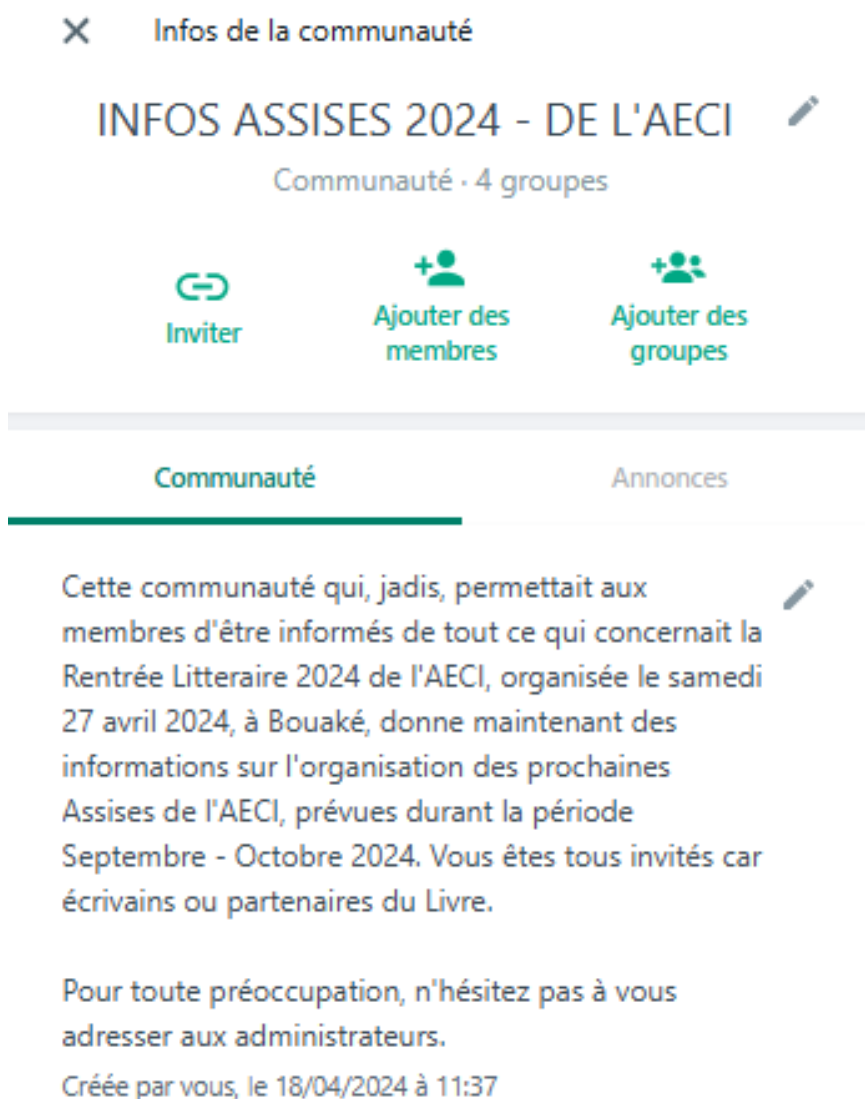 Infos de la communauté
INFOS ASSISES 2024 - DE L'AECI
Communauté · 4 groupes
Inviter
Ajouter des
membres
Ajouter des
groupes
Communauté
Annonces
Cette communauté qui, jadis, permettait aux
membres d'être informés de tout ce qui concernait la
Rentrée Litteraire 2024 de l'AECI, organisée le samedi
27 avril 2024, à Bouaké, donne maintenant des
informations sur l'organisation des prochaines
Assises de l'AECI, prévues durant la période
Septembre - Octobre 2024. Vous êtes tous invités car
écrivains ou partenaires du Livre.
Pour toute préoccupation, n'hésitez pas à vous
adresser aux administrateurs.
Créée par vous, le 18/04/2024 à 11:37